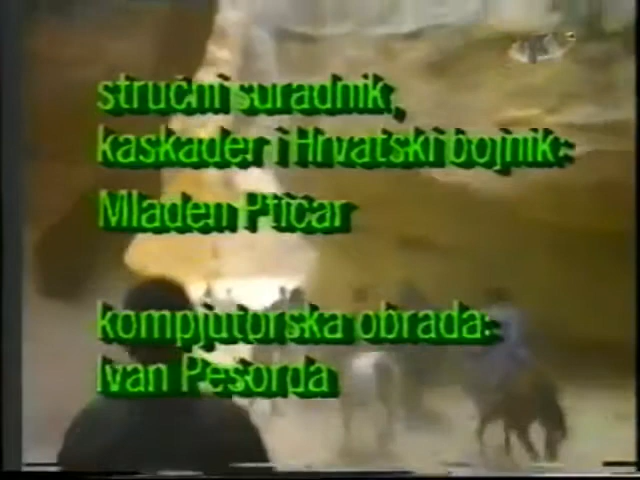 stručni suradnik,
kaskader i Hrvatski bojnik:
Mladen Ptičar
kompjutorska obrada:
Ivan Pešorda